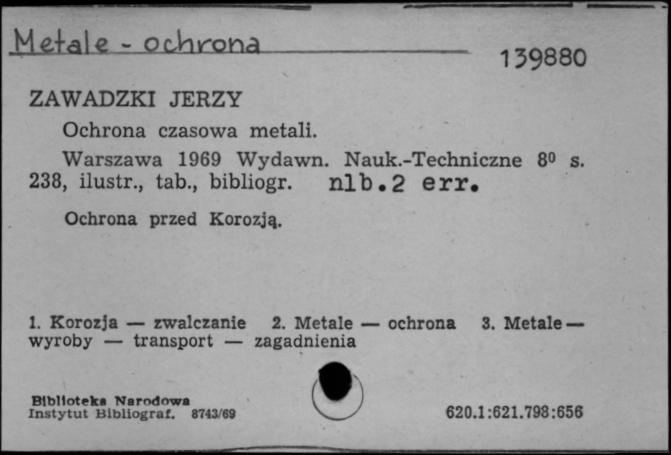 Metale - ochrona
139880
ZAWADZKI JERZY
Ochrona czasowa metali.
Warszawa 1969 Wydawn. Nauk.-Techniczne 8⁰ s.
238, ilustr., tab., bibliogr. nlb.2 err.
Ochrona przed Korozją.
1. Korozja — zwalczanie 2. Metale — ochrona 3. Metale —
wyroby — transport — zagadnienia
Biblioteka Narodowa
Instytut Bibliograf. 8743/69
620.1:621.798:656